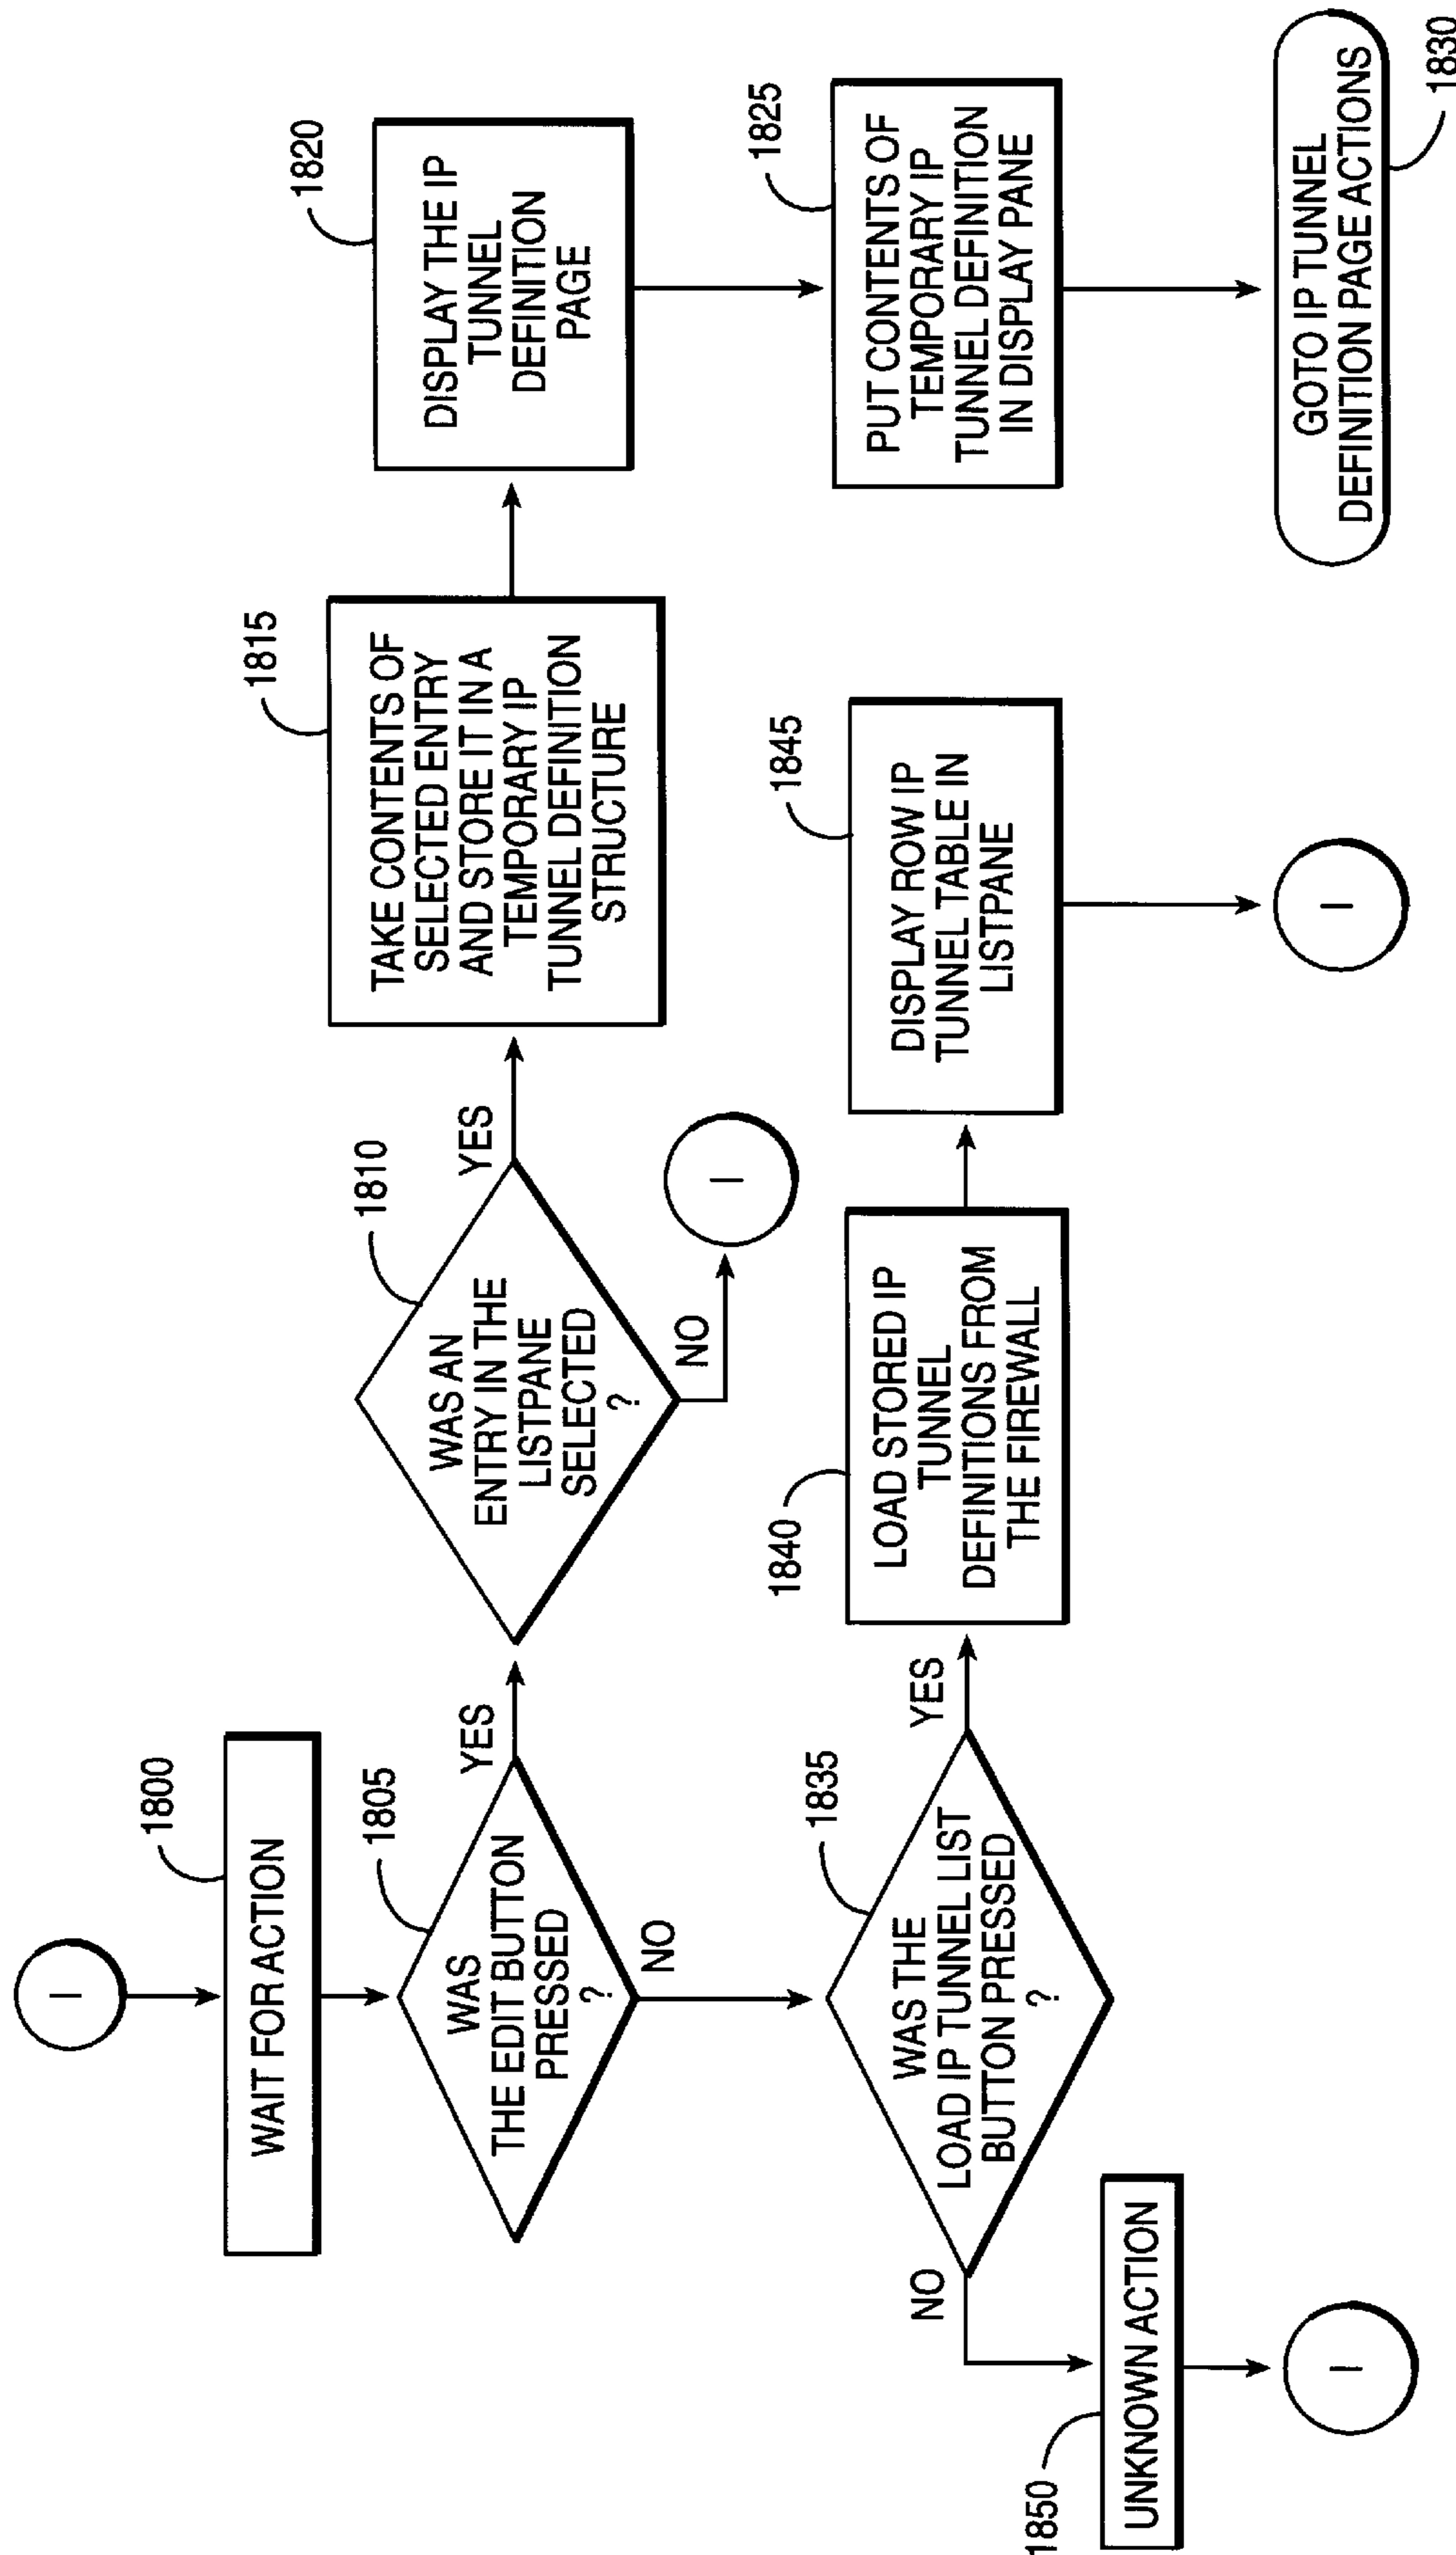 I
1800
WAIT FOR ACTION
1805
WAS
THE EDIT BUTTON
PRESSED
?
YES
NO
1810
WAS AN
ENTRY IN THE
LISTPANE
SELECTED
?
YES
NO
I
1815
TAKE CONTENTS OF
SELECTED ENTRY
AND STORE IT IN A
TEMPORARY IP
TUNNEL DEFINITION
STRUCTURE
1820
DISPLAY THE IP
TUNNEL
DEFINITION
PAGE
1825
PUT CONTENTS OF
TEMPORARY IP
TUNNEL DEFINITION
IN DISPLAY PANE
GOTO IP TUNNEL
DEFINITION PAGE ACTIONS
1830
1835
WAS THE
LOAD IP TUNNEL LIST
BUTTON PRESSED
?
YES
NO
1840
LOAD STORED IP
TUNNEL
DEFINITIONS FROM
THE FIREWALL
1845
DISPLAY ROW IP
TUNNEL TABLE IN
LISTPANE
I
1850
UNKNOWN ACTION
I